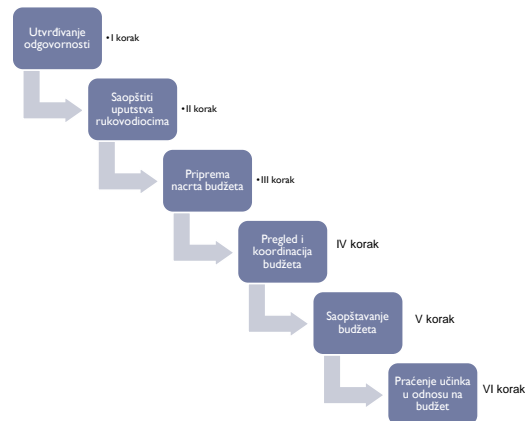 Utvrđivanje
odgovornosti
• I korak
Saopštiti
uputstva
rukovodiocima
• II korak
Priprema
nacrta budžeta
• III korak
Pregled i
koordinacija
budžeta
IV korak
Saopštavanje
budžeta
V korak
Praćenje učinka
u odnosu na
budžet
VI korak